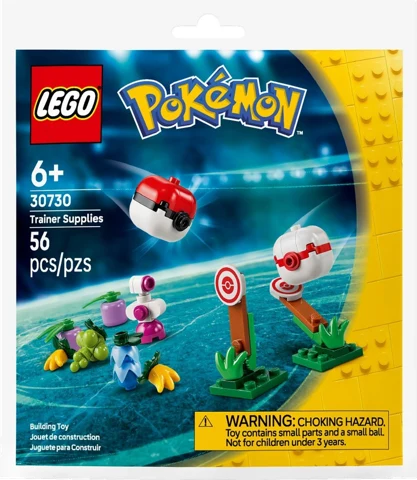 LEGO
POKÉMON
™
6+
30730
Trainer Supplies
56
pcs/pzs
Building Toy
Jouet de construction
Juguete para Construir
WARNING: CHOKING HAZARD.
Toy contains small parts and a small ball.
Not for children under 3 years.